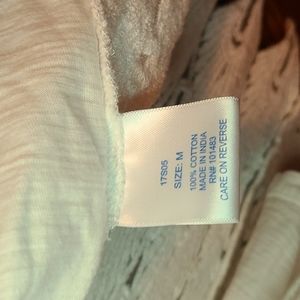 17S05
SIZE: M
100% COTTON
MADE IN INDIA
RN# 101483
CARE ON REVERSE